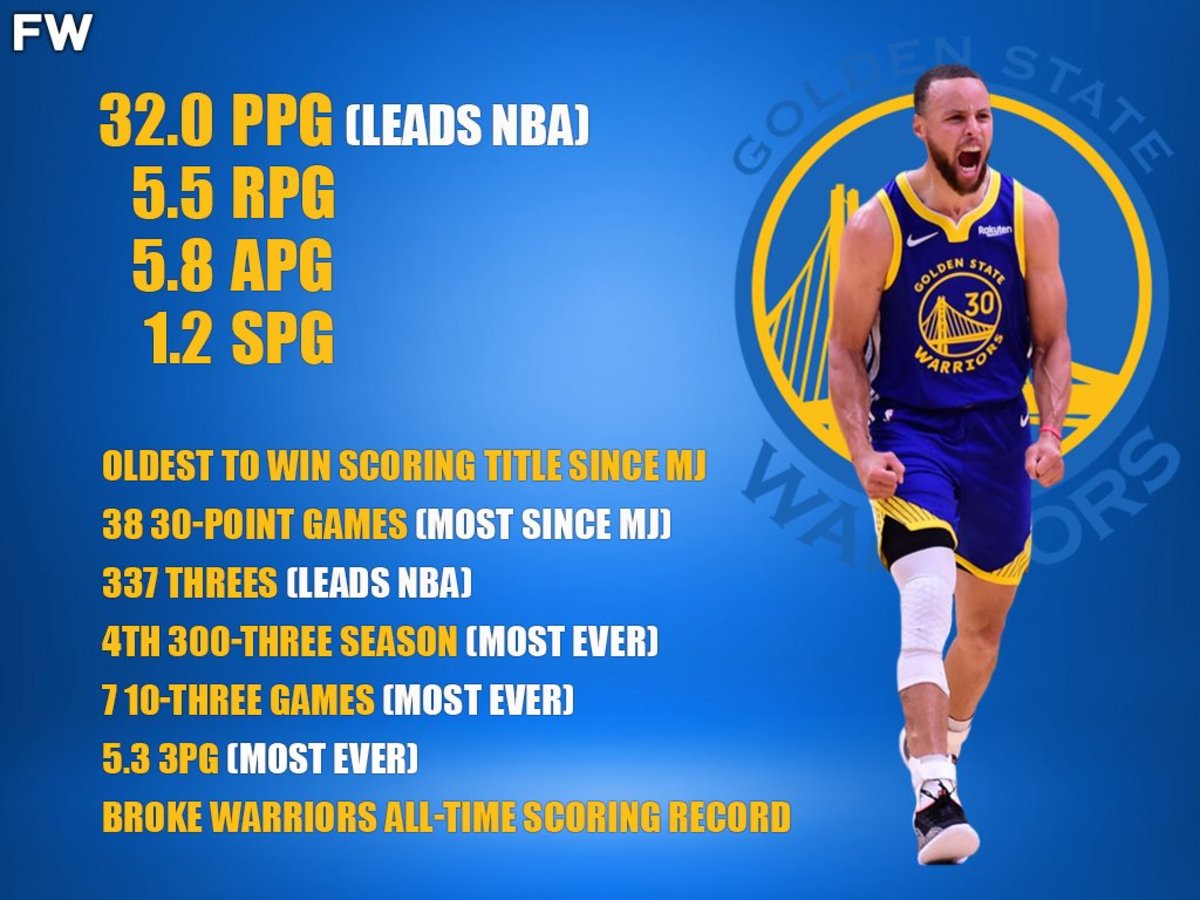 FW
32.0 PPG (LEADS NBA)
5.5 RPG
5.8 APG
1.2 SPG
OLDEST TO WIN SCORING TITLE SINCE MJ
38 30-POINT GAMES (MOST SINCE MJ)
337 THREES (LEADS NBA)
4TH 300-THREE SEASON (MOST EVER)
7 10-THREE GAMES (MOST EVER)
5.3 3PG (MOST EVER)
BROKE WARRIORS ALL-TIME SCORING RECORD
GOLDEN STATE
WA ORS
Rakuten
GOLDEN STATE
30
WARRIORS